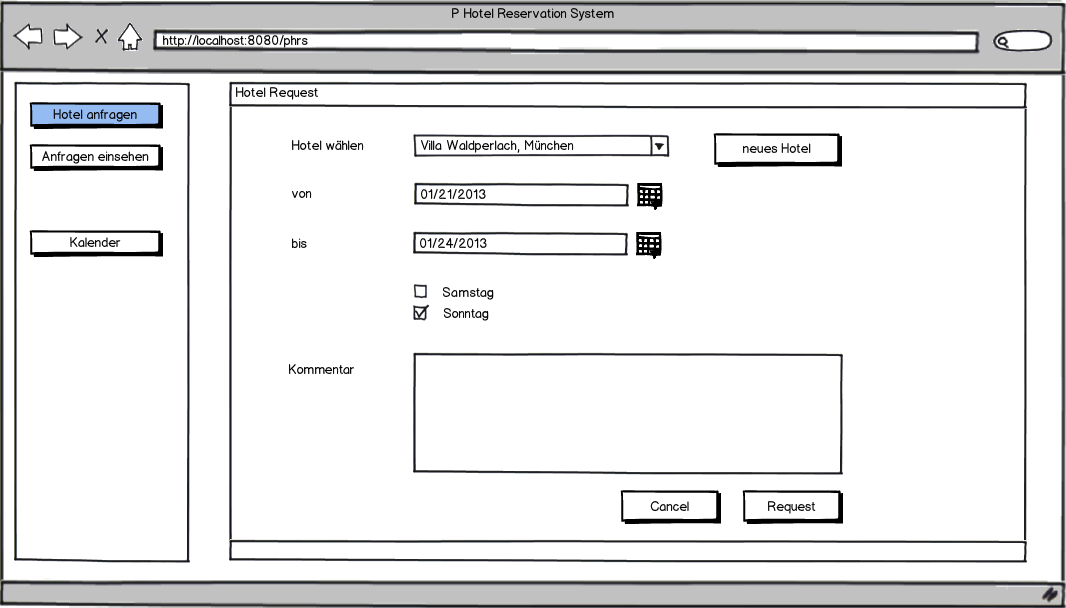 P Hotel Reservation System
http://localhost:8080/phrs
Hotel anfragen
Anfragen einsehen
Kalender
Hotel Request
Hotel wählen
Villa Waldperlach, München
neues Hotel
von
01/21/2013
bis
01/24/2013
Samstag
Sonntag
Kommentar
Cancel
Request